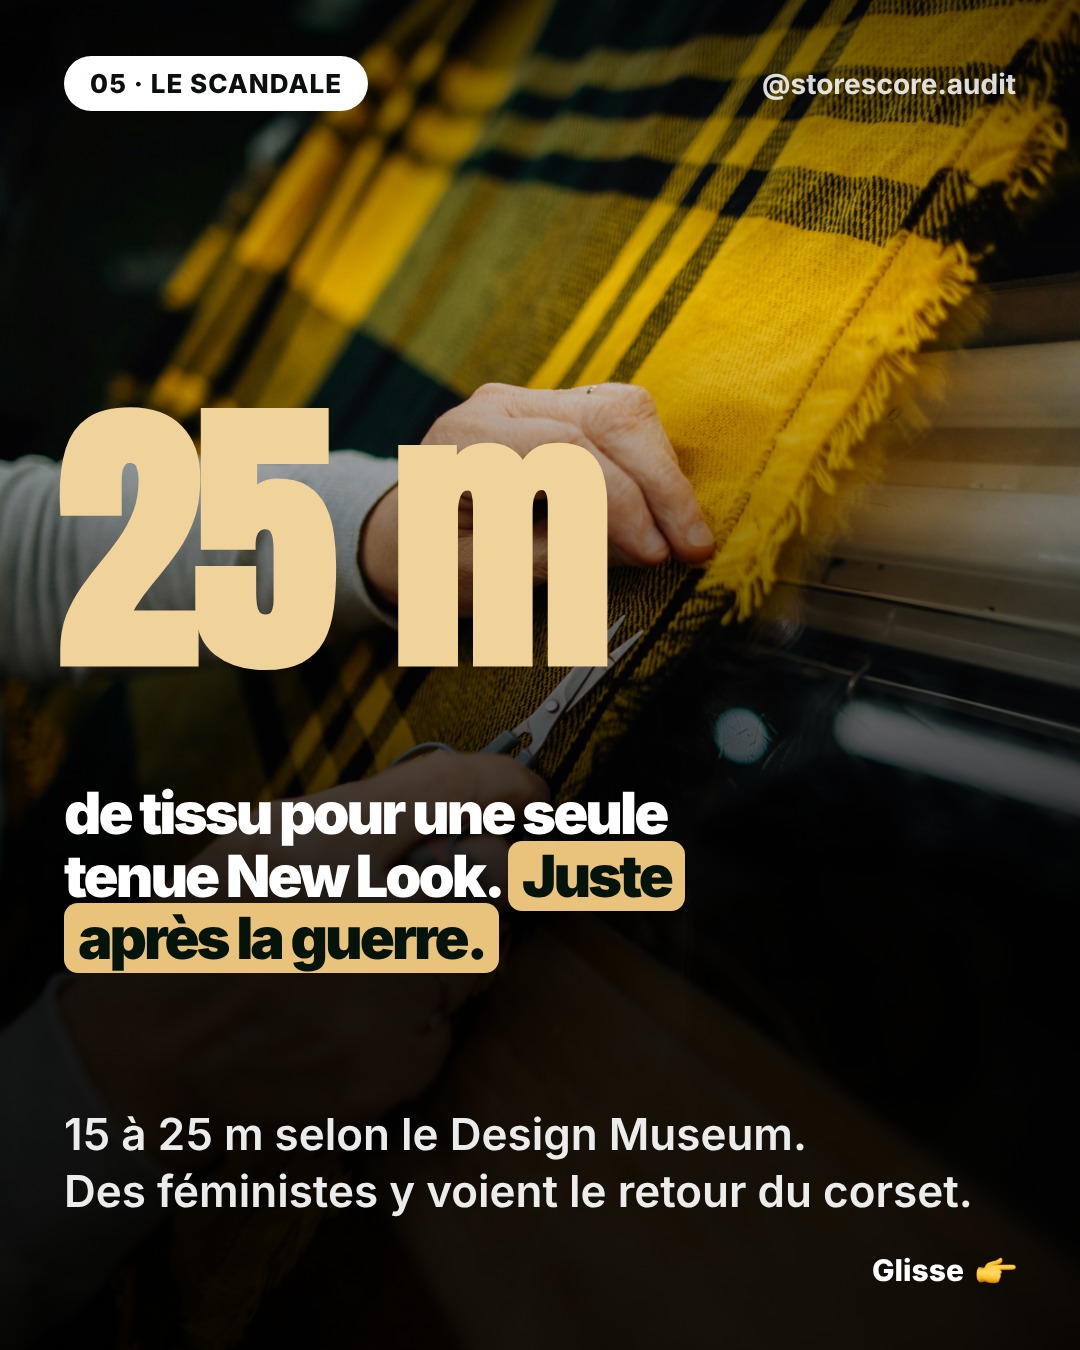 05 · LE SCANDALE
@storescore.audit
25 m
de tissu pour une seule
tenue New Look. Juste
après la guerre.
15 à 25 m selon le Design Museum.
Des féministes y voient le retour du corset.
Glisse 👉